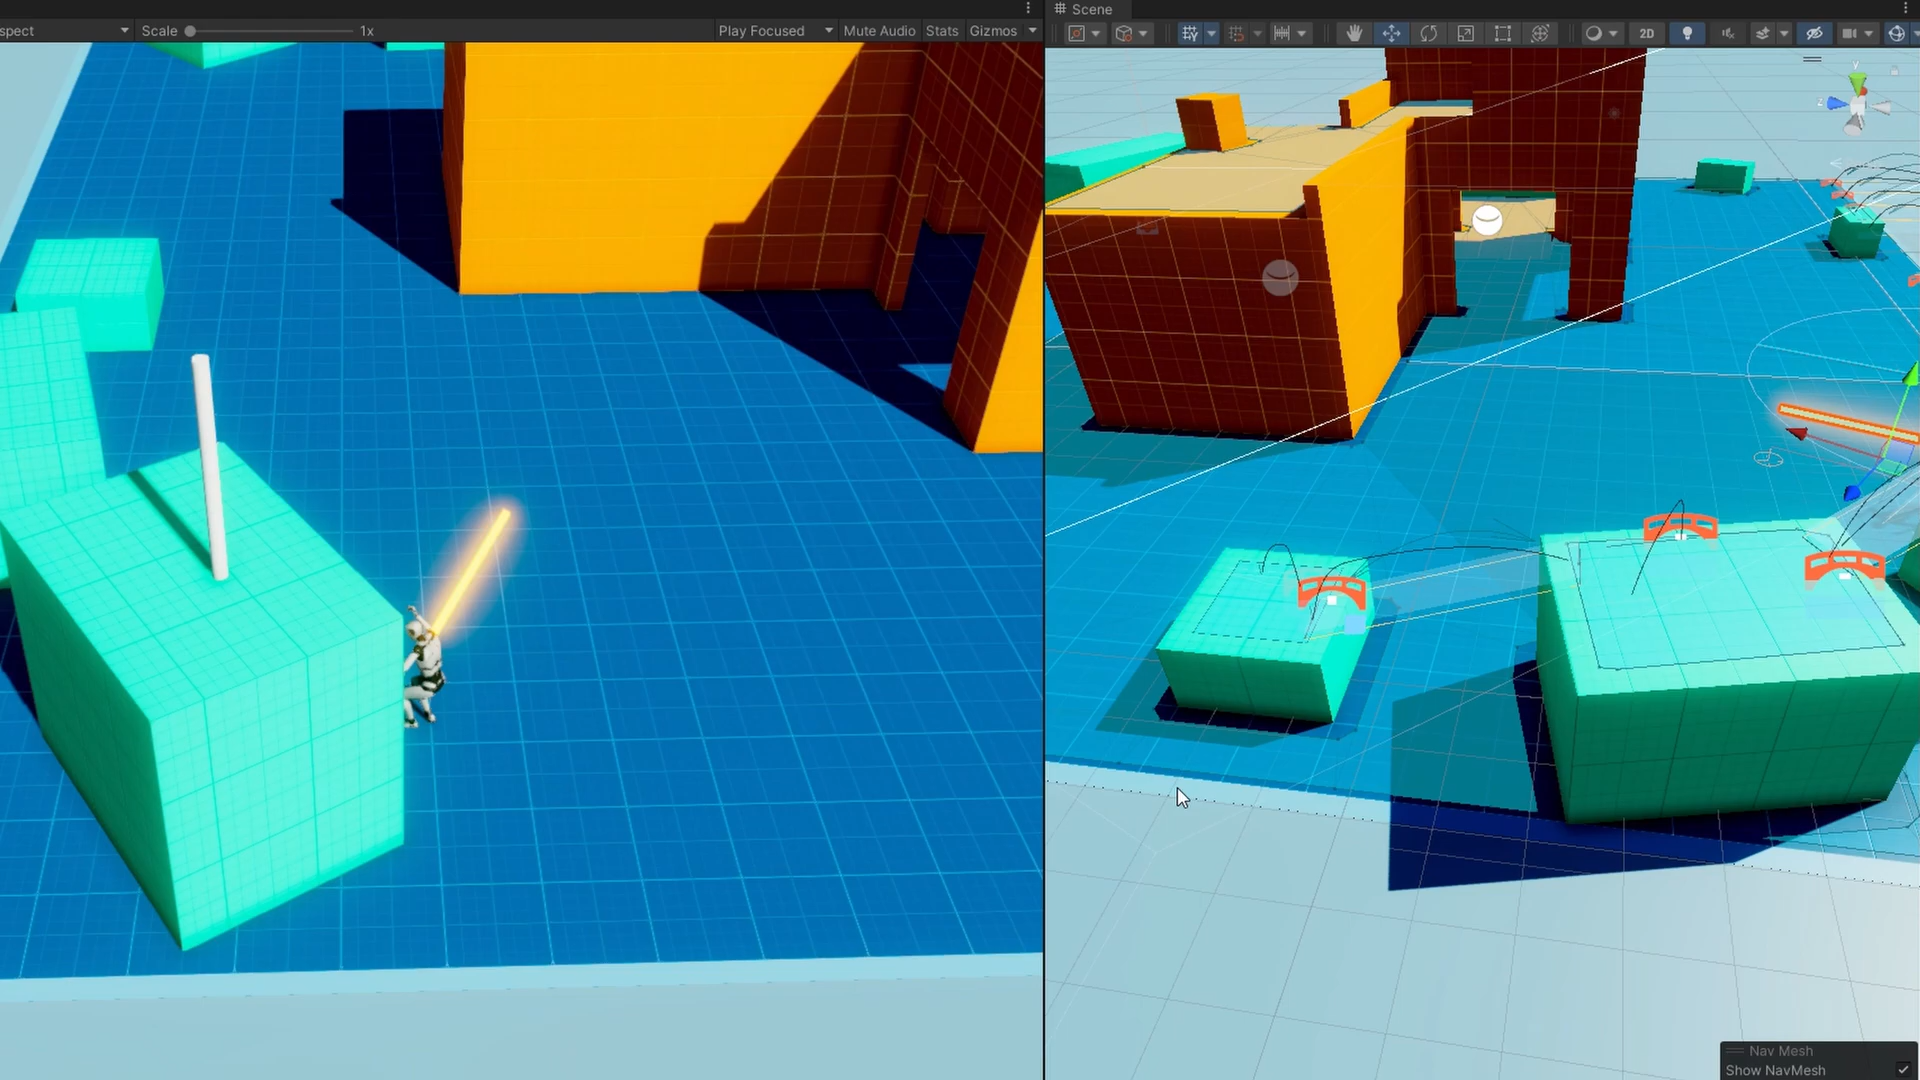 Scene
spect
Scale 1x
Play Focused
Mute Audio
Stats
Gizmos
2D
y
z
Nav Mesh
Show NavMesh